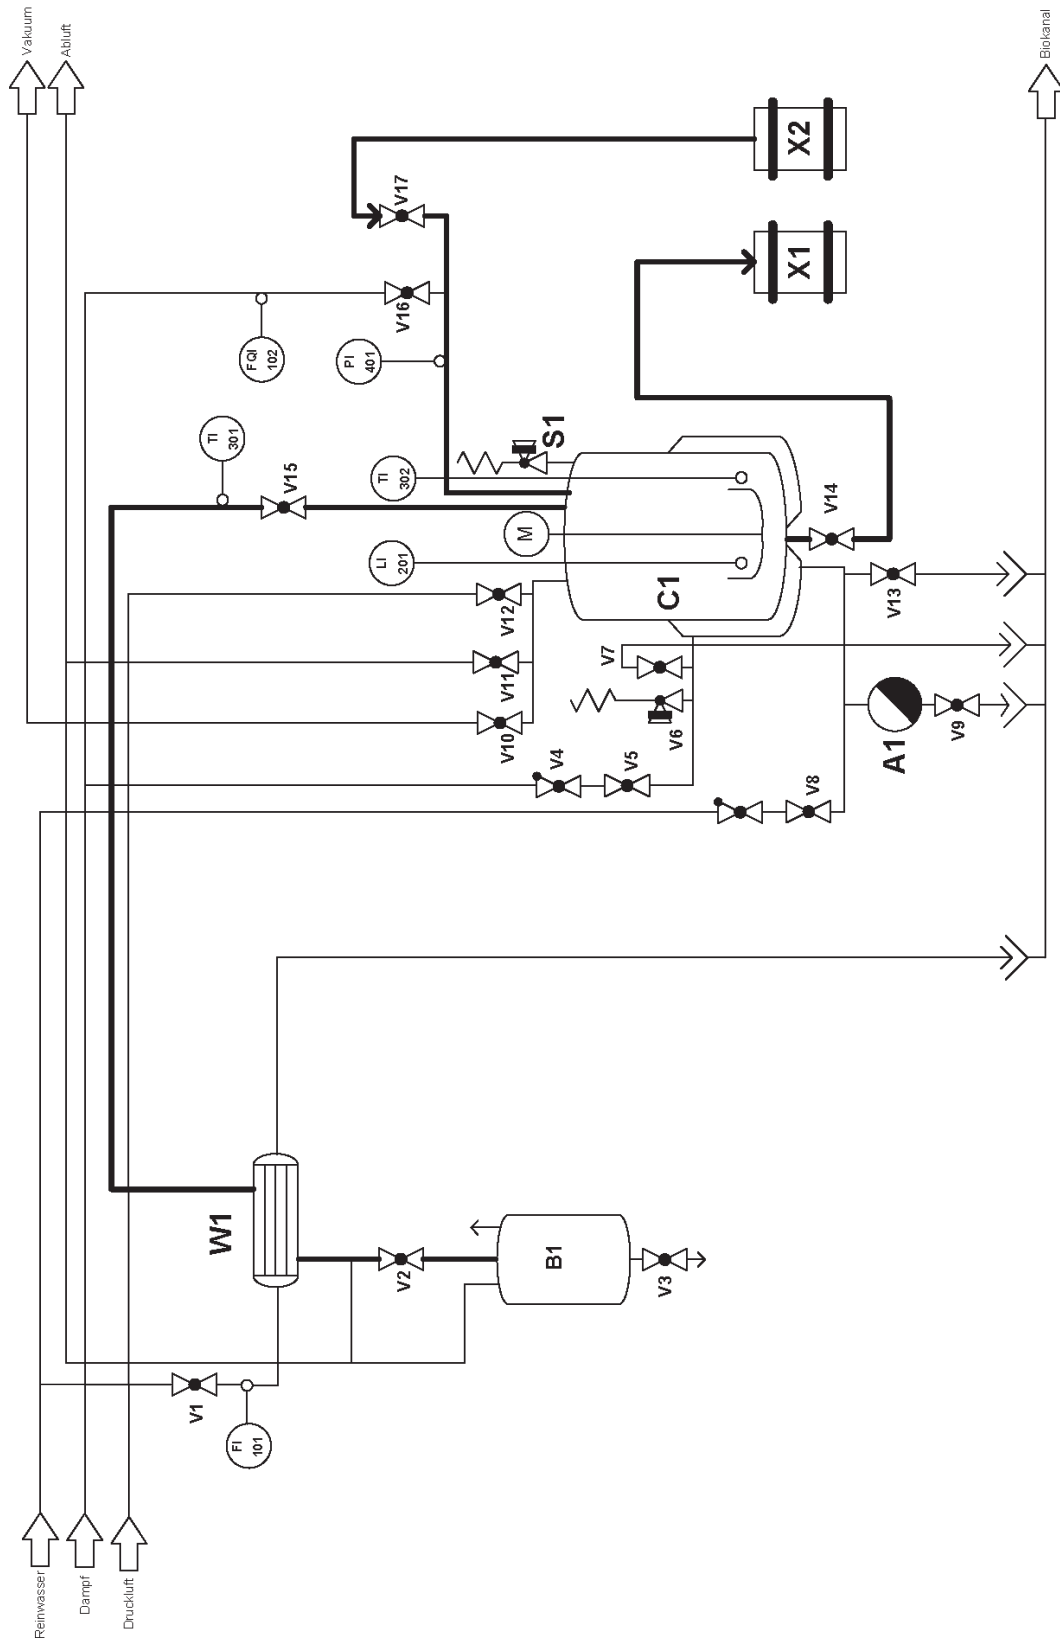 Vakuum
Abluft
Biokanal
X2
V17
X1
V16
FQI
102
PI
401
TI
301
V15
S1
TI
302
V14
M
LI
201
C1
V12
V13
V11
V7
V10
V6
A1
V9
V4
V5
V8
W1
V2
B1
V3
V1
FI
101
Reinwasser
Dampf
Druckluft